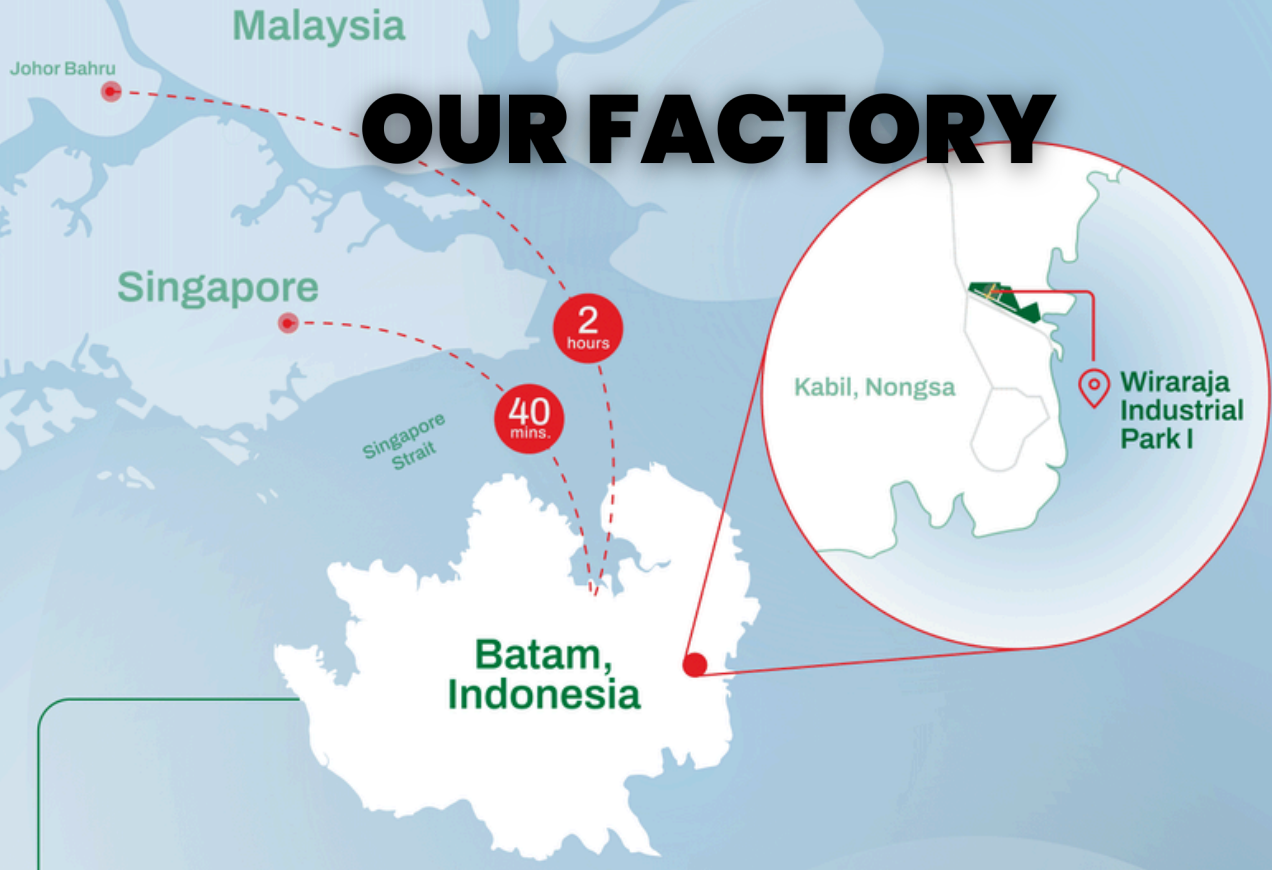 Malaysia
Johor Bahru
OUR FACTORY
Singapore
2
hours
40
mins.
Singapore
Strait
Kabil, Nongsa
Wiraraja
Industrial
Park I
Batam,
Indonesia